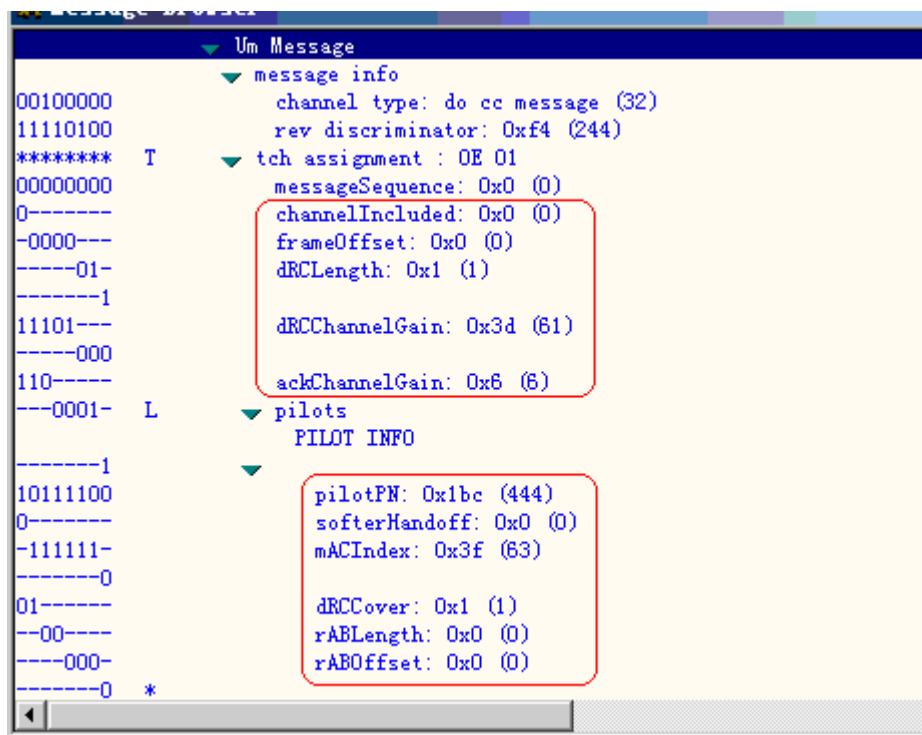 Um Message
message info
00100000 channel type: do cc message (32)
11110100 rev discriminator: 0xf4 (244)
******** T tch assignment : 0E 01
00000000 messageSequence: 0x0 (0)
0------- channelIncluded: 0x0 (0)
-0000--- frameOffset: 0x0 (0)
-----01- dRCLength: 0x1 (1)
-------1
11101--- dRCChannelGain: 0x3d (61)
-----000
110----- ackChannelGain: 0x6 (6)
---0001- L pilots
PILOT INFO
-------1
10111100 pilotPN: 0x1bc (444)
0------- softerHandoff: 0x0 (0)
-111111- mACIndex: 0x3f (63)
-------0
01------ dRCCover: 0x1 (1)
--00---- rABLength: 0x0 (0)
----000- rABOffset: 0x0 (0)
-------0 *